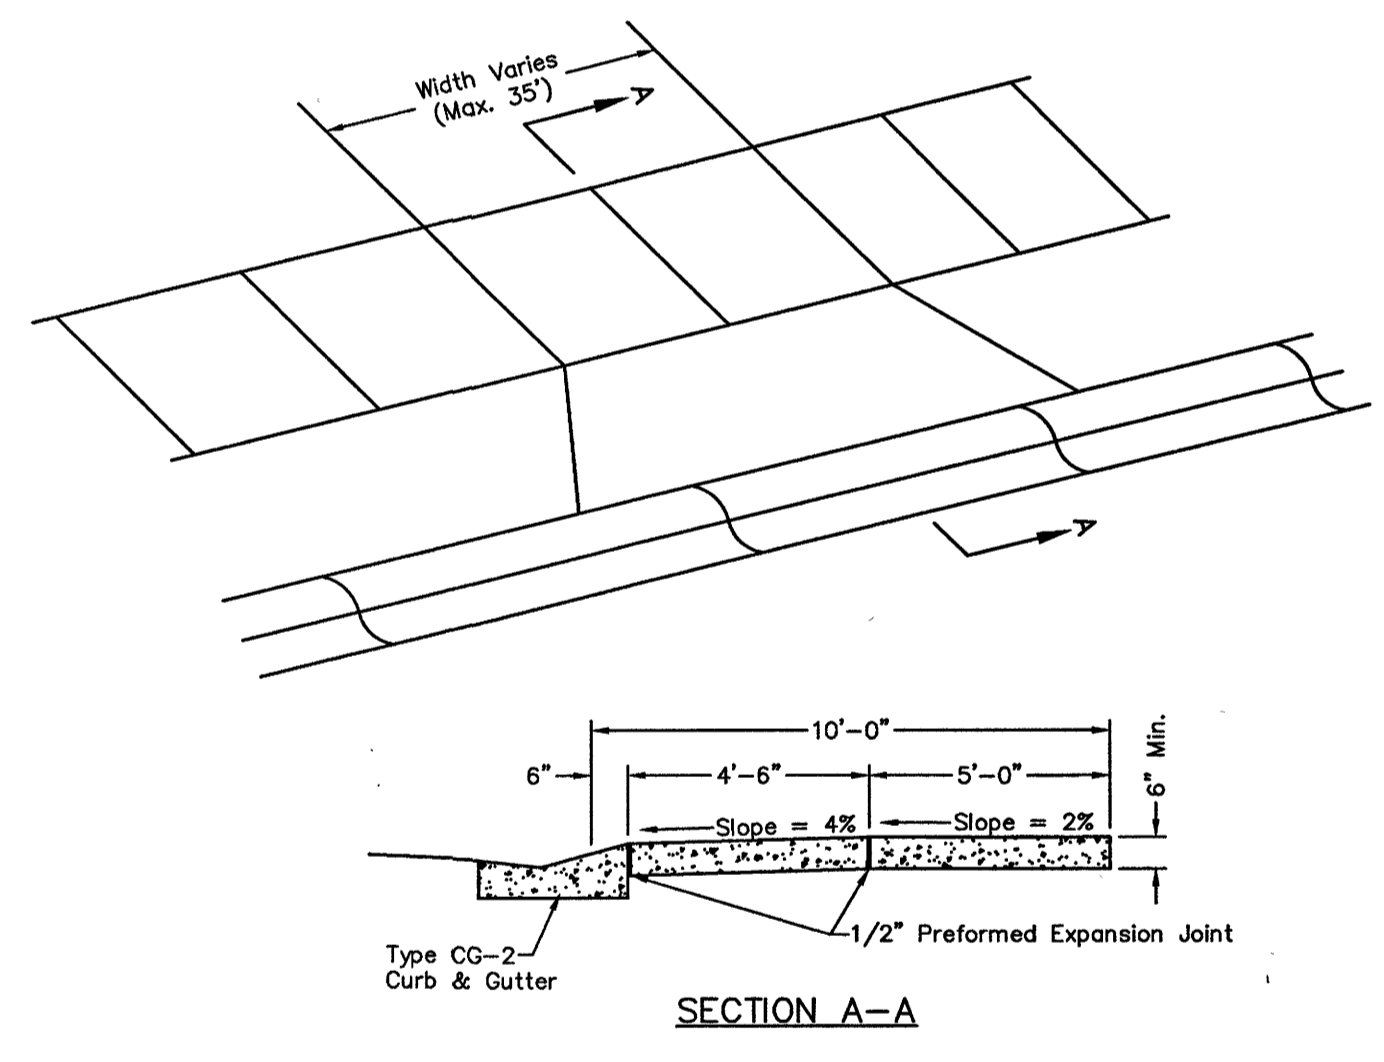 Width Varies
(Max. 35')
A
A
10'-0"
6"
4'-6"
5'-0"
6" Min.
Slope = 4%
Slope = 2%
1/2" Preformed Expansion Joint
Type CG-2
Curb & Gutter
SECTION A-A